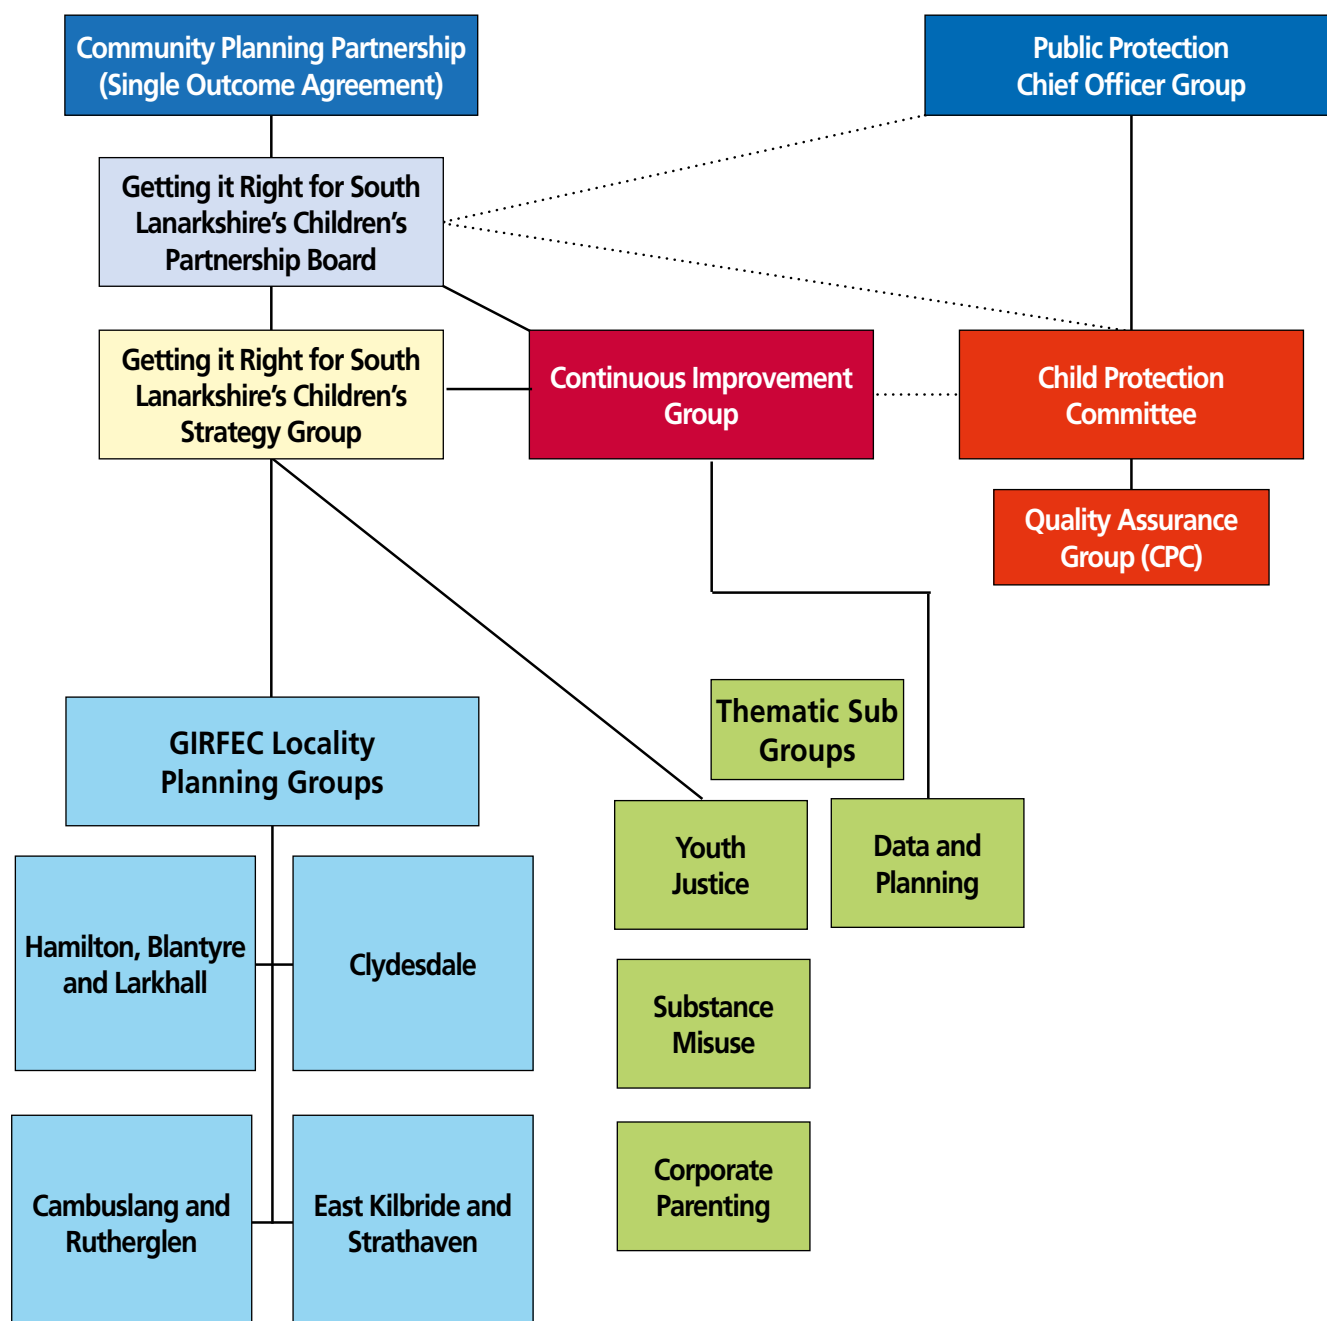 Community Planning Partnership
(Single Outcome Agreement)
Public Protection
Chief Officer Group
Getting it Right for South
Lanarkshire’s Children’s
Partnership Board
Getting it Right for South
Lanarkshire’s Children’s
Strategy Group
Continuous Improvement
Group
Child Protection
Committee
Quality Assurance
Group (CPC)
GIRFEC Locality
Planning Groups
Thematic Sub
Groups
Youth
Justice
Data and
Planning
Hamilton, Blantyre
and Larkhall
Clydesdale
Substance
Misuse
Cambuslang and
Rutherglen
East Kilbride and
Strathaven
Corporate
Parenting